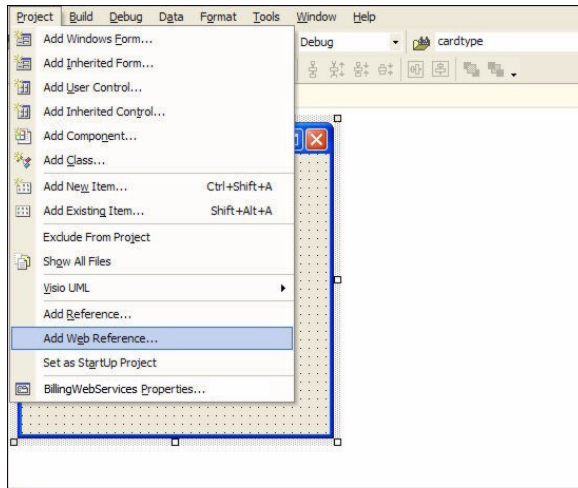 Project Build Debug Data Format Tools Window Help
Debug cardtype
Add Windows Form...
Add Inherited Form...
Add User Control...
Add Inherited Control...
Add Component...
Add Class...
Add New Item... Ctrl+Shift+A
Add Existing Item... Shift+Alt+A
Exclude From Project
Show All Files
Visio UML
Add Reference...
Add Web Reference...
Set as StartUp Project
BillingWebServices Properties...